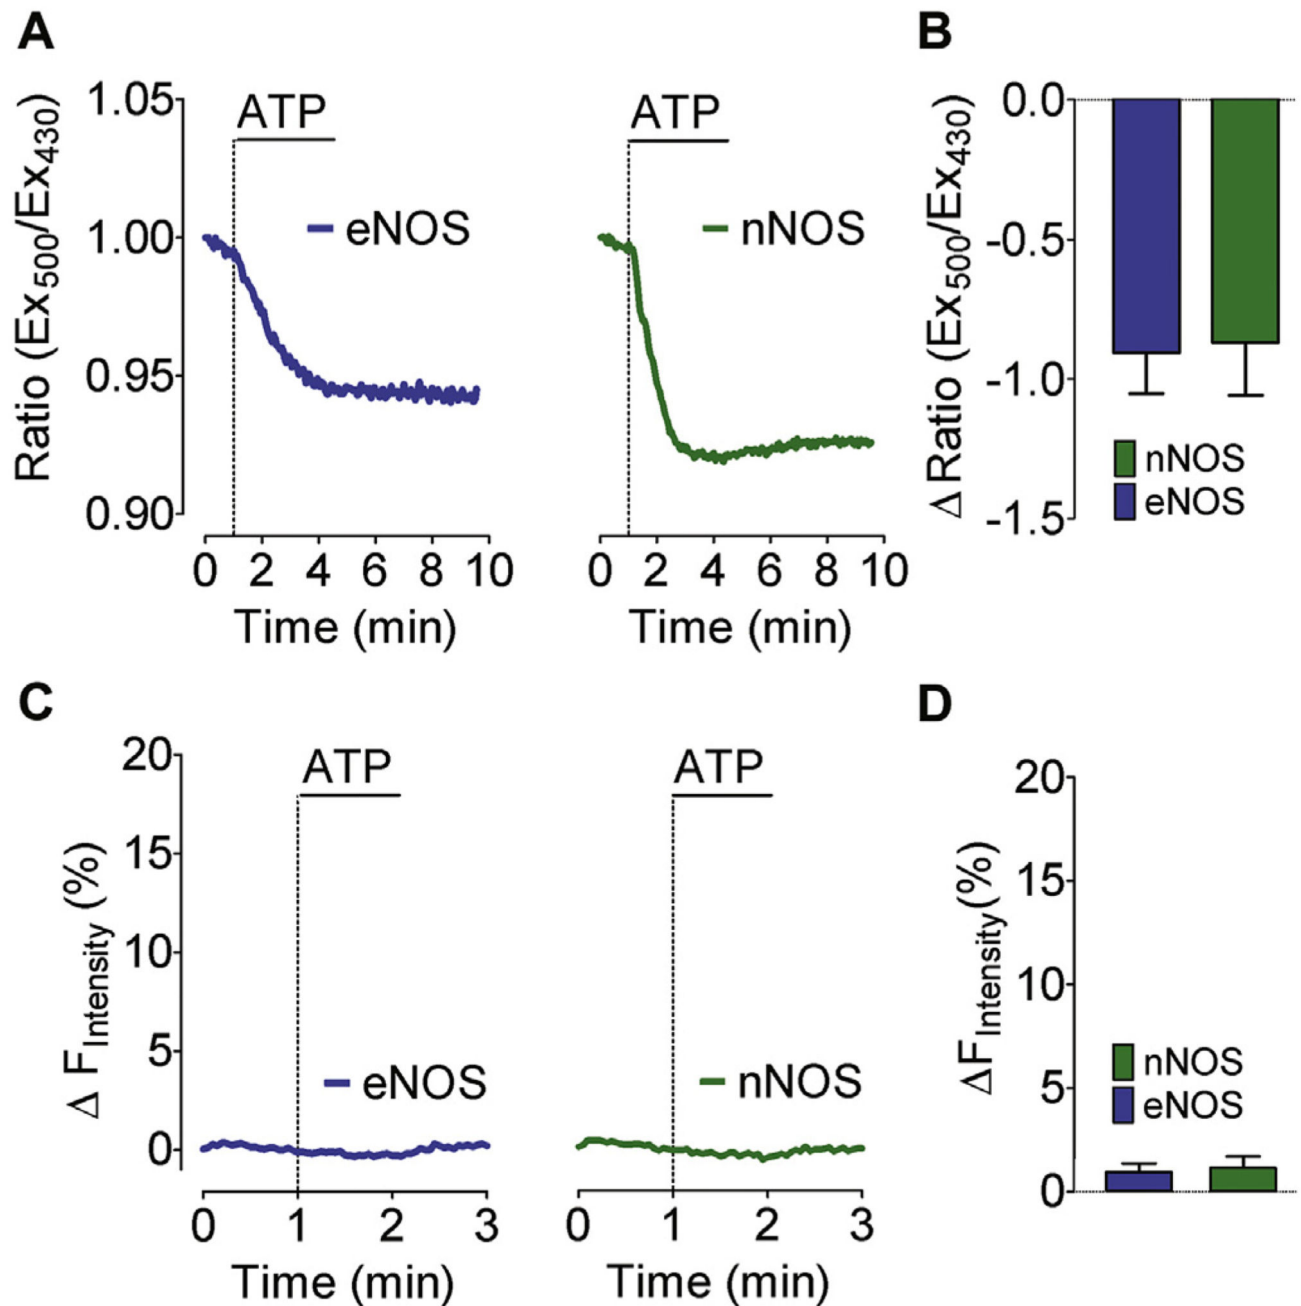 A
Ratio (Ex500/Ex430)
1.05
1.00
0.95
0.90
ATP
eNOS
0 2 4 6 8 10
Time (min)
ATP
nNOS
0 2 4 6 8 10
Time (min)
B
Δ Ratio (Ex500/Ex430)
0.0
-0.5
-1.0
-1.5
nNOS
eNOS
C
Δ FIntensity (%)
20
15
10
5
0
ATP
eNOS
0 1 2 3
Time (min)
ATP
nNOS
0 1 2 3
Time (min)
D
ΔFIntensity(%)
20
15
10
5
0
nNOS
eNOS